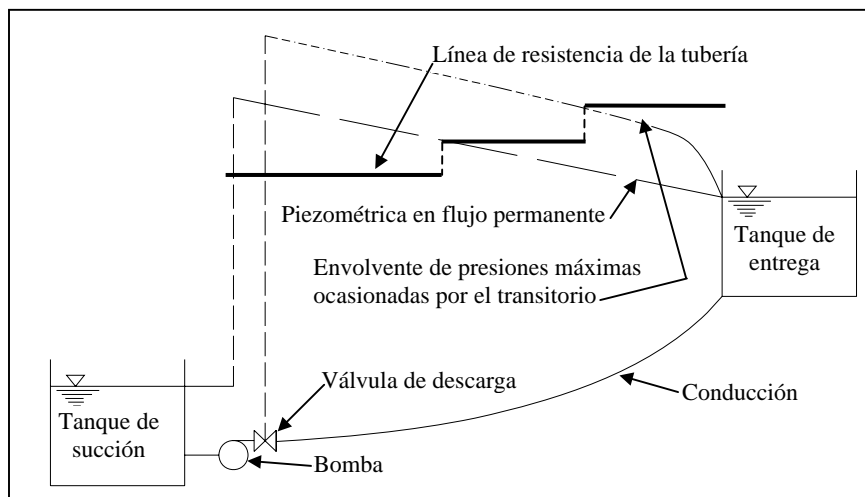 Línea de resistencia de la tubería
Piezométrica en flujo permanente
Tanque de
entrega
Envolvente de presiones máximas
ocasionadas por el transitorio
Válvula de descarga
Conducción
Tanque de
succión
Bomba